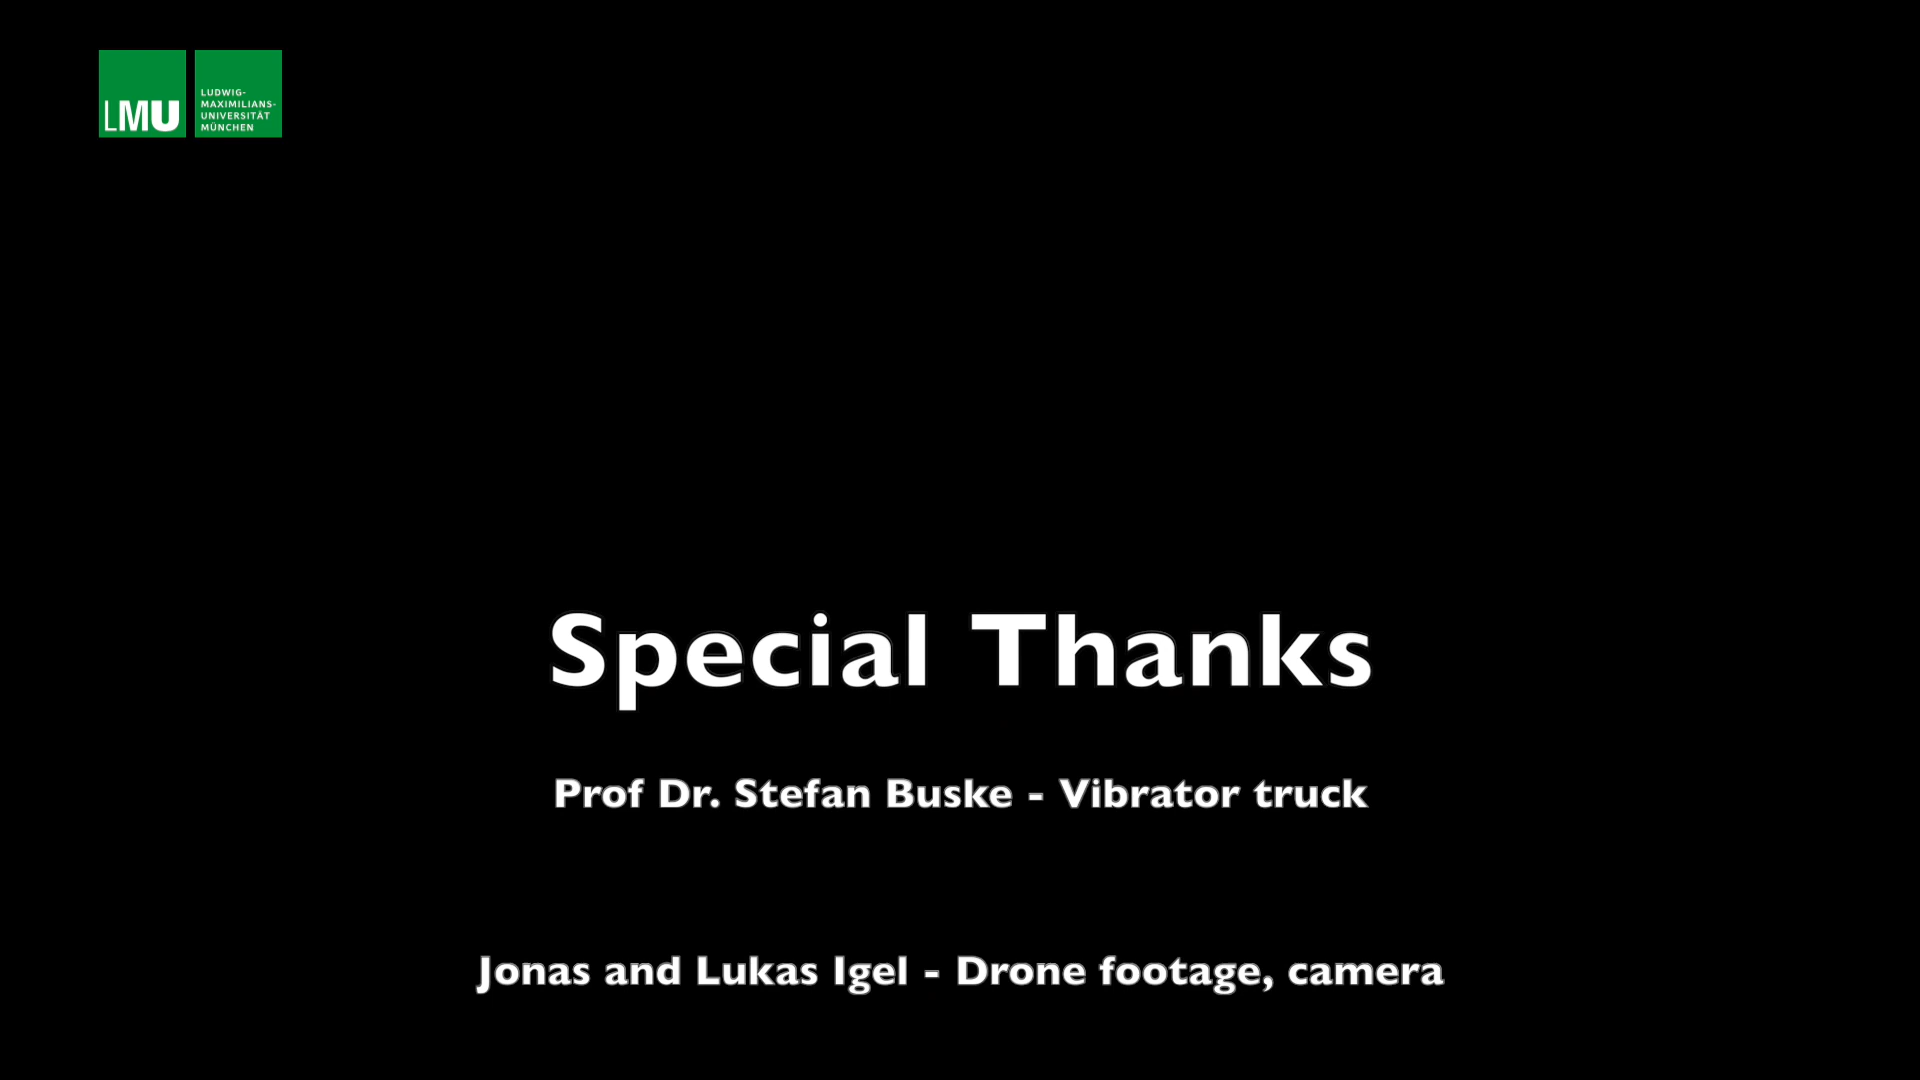 LMU
LUDWIG-
MAXIMILIANS-
UNIVERSITÄT
MÜNCHEN
Special Thanks
Prof Dr. Stefan Buske - Vibrator truck
Jonas and Lukas Igel - Drone footage, camera